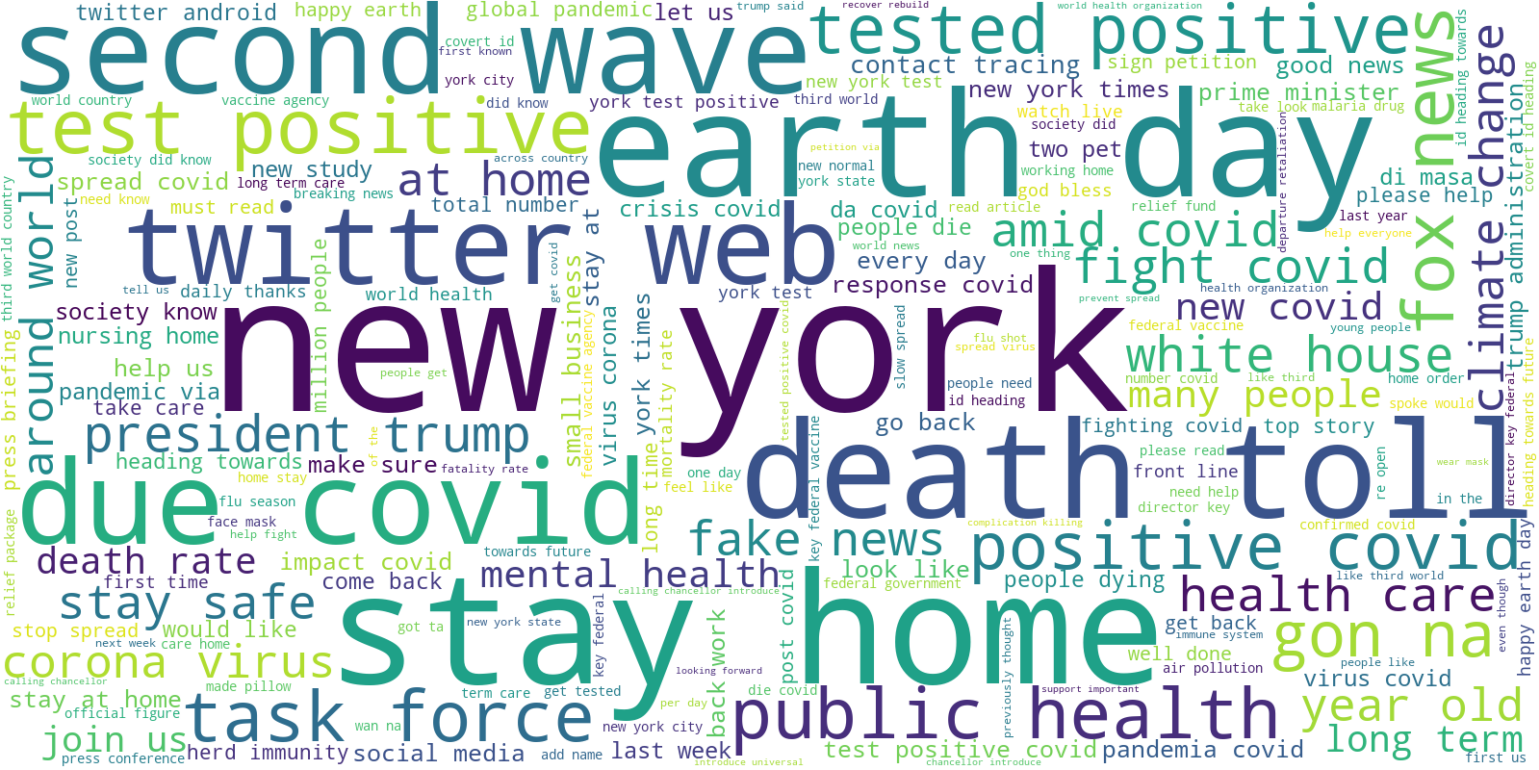 twitter android
happy earth
global pandemic
let us
trump said
recover rebuild
world health organization
second wave
covert id
first known
york city
tested positive
contact tracing
sign petition
good news
fox news
id heading towards
climate change
trump administration
covert id heading
world country
vaccine agency
did know
york test positive
third world
new york test
new york times
watch live
prime minister
take look
malaria drug
test positive
earth day
society did
two pet
society did know
new study
across country
petition via
new normal
york state
working home
departure retaliation
di masa
please help
spread covid
long term care
breaking news
at home
god bless
need know
must read
total number
stay at
crisis covid
da covid
people die
read article
relief fund
last year
help everyone
around world
new post
third world country
twitter web
world news
every day
amid covid
one thing
fight covid
tell us
daily thanks
million people
world health
get covid
small business
york test
response covid
health organization
prevent spread
new covid
society know
nursing home
new york
virus corona
york times
federal vaccine agency
tested positive covid
slow spread
flu shot
spread virus
federal vaccine
young people
white house
help us
people get
pandemic via
take care
people need
id heading
number covid
like third
home order
many people
spoke would
press briefing
president trump
of the
mortality rate
go back
fighting covid
top story
heading towards
make sure
fatality rate
long time
one day
feel like
death toll
please read
front line
re open
wear mask
director key federal
heading towards future
home stay
due covid
flu season
face mask
help fight
key federal vaccine
need help
director key
in the
relief package
fake news
complication killing
positive covid
confirmed covid
happy earth day
death rate
impact covid
towards future
first time
come back
mental health
look like
people dying
like third world
federal government
health care
even though
stay safe
stay home
calling chancellor introduce
stop spread
would like
got ta
new york state
key federal
post covid
previously thought
get back
immune system
gon na
next week
care home
well done
corona virus
looking forward
air pollution
people like
calling chancellor
made pillow
back work
virus covid
stay at home
term care
get tested
die covid
support important
official figure
task force
wan na
per day
new york city
public health
year old
join us
press conference
herd immunity
social media
add name
last week
introduce universal
test positive covid
chancellor introduce
pandemia covid
long term
first us